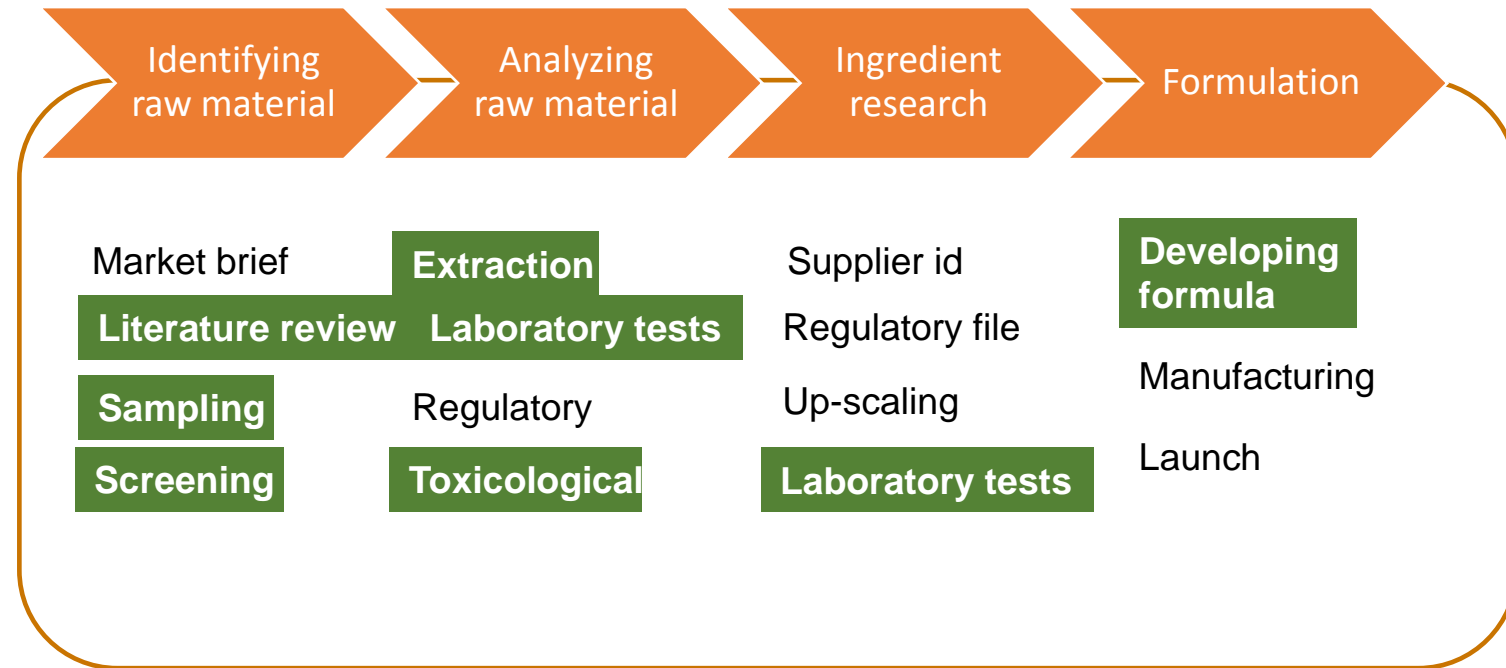 Identifying
raw material
Analyzing
raw material
Ingredient
research
Formulation
Market brief
Literature review
Sampling
Screening
Extraction
Laboratory tests
Regulatory
Toxicological
Supplier id
Regulatory file
Up-scaling
Laboratory tests
Developing
formula
Manufacturing
Launch